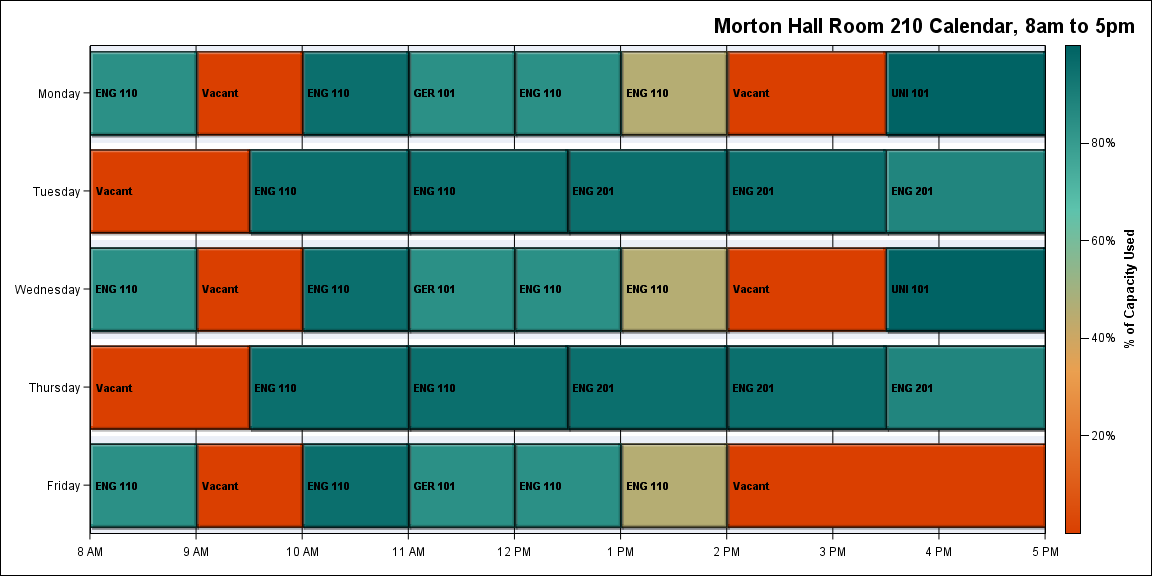 Morton Hall Room 210 Calendar, 8am to 5pm
Monday
ENG 110
Vacant
ENG 110
GER 101
ENG 110
ENG 110
Vacant
UNI 101
Tuesday
Vacant
ENG 110
ENG 110
ENG 201
ENG 201
ENG 201
Wednesday
ENG 110
Vacant
ENG 110
GER 101
ENG 110
ENG 110
Vacant
UNI 101
Thursday
Vacant
ENG 110
ENG 110
ENG 201
ENG 201
ENG 201
Friday
ENG 110
Vacant
ENG 110
GER 101
ENG 110
ENG 110
Vacant
8 AM
9 AM
10 AM
11 AM
12 PM
1 PM
2 PM
3 PM
4 PM
5 PM
80%
60%
40%
20%
% of Capacity Used